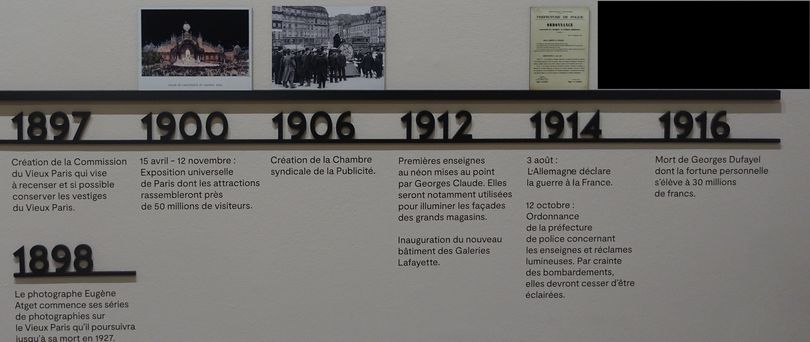 PREFECTURE DE POLICE
ORDONNANCE
1897
1900
1906
1912
1914
1916
Création de la Commission
du Vieux Paris qui vise
à recenser et si possible
conserver les vestiges
du Vieux Paris.
15 avril – 12 novembre :
Exposition universelle
de Paris dont les attractions
rassembleront près
de 50 millions de visiteurs.
Création de la Chambre
syndicale de la Publicité.
Premières enseignes
au néon mises au point
par Georges Claude. Elles
seront notamment utilisées
pour illuminer les façades
des grands magasins.
Inauguration du nouveau
bâtiment des Galeries
Lafayette.
3 août :
L'Allemagne déclare
la guerre à la France.
12 octobre :
Ordonnance
de la préfecture
de police concernant
les enseignes et réclames
lumineuses. Par crainte
des bombardements,
elles devront cesser d'être
éclairées.
Mort de Georges Dufayel
dont la fortune personnelle
s'élève à 30 millions
de francs.
1898
Le photographe Eugène
Atget commence ses séries
de photographies sur
le Vieux Paris qu'il poursuivra
jusqu'à sa mort en 1927.